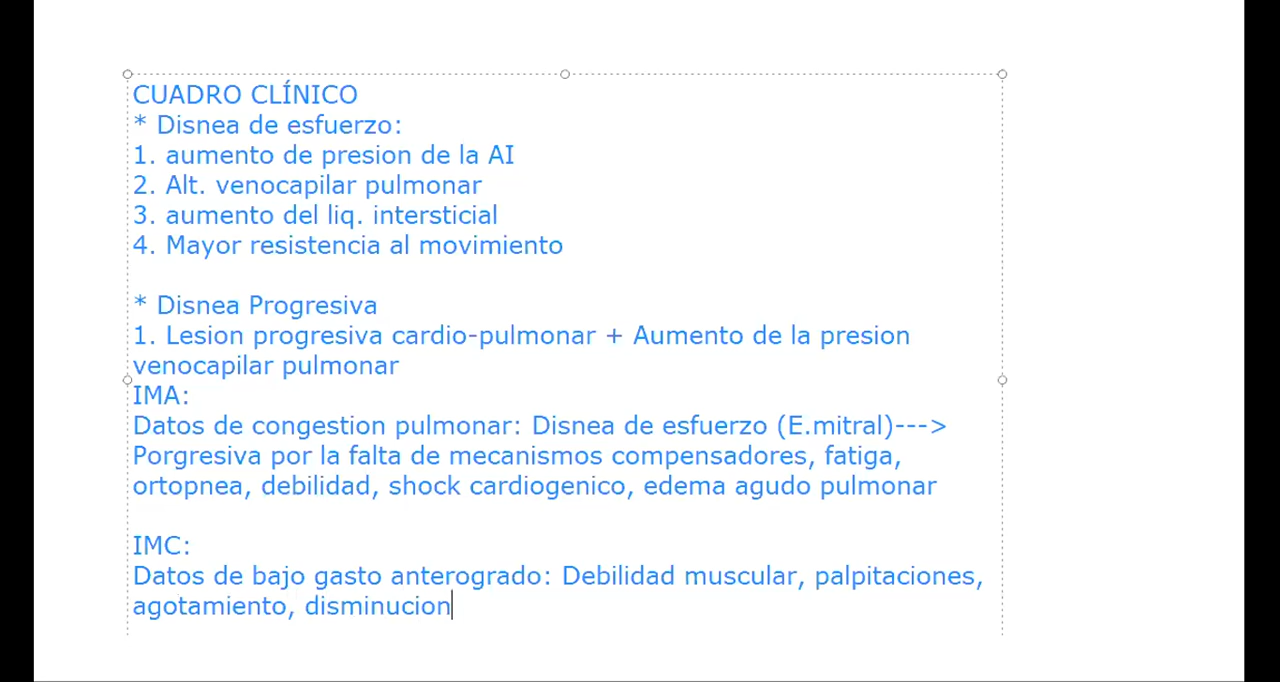 CUADRO CLÍNICO
* Disnea de esfuerzo:
1. aumento de presion de la AI
2. Alt. venocapilar pulmonar
3. aumento del liq. intersticial
4. Mayor resistencia al movimiento
* Disnea Progresiva
1. Lesion progresiva cardio-pulmonar + Aumento de la presion
venocapilar pulmonar
IMA:
Datos de congestion pulmonar: Disnea de esfuerzo (E.mitral)--->
Porgresiva por la falta de mecanismos compensadores, fatiga,
ortopnea, debilidad, shock cardiogenico, edema agudo pulmonar
IMC:
Datos de bajo gasto anterogrado: Debilidad muscular, palpitaciones,
agotamiento, disminucion